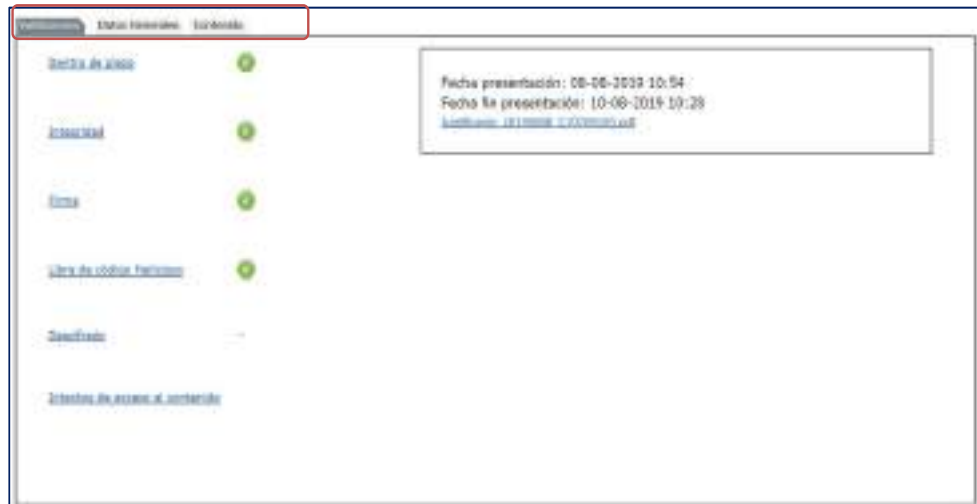 Datos Generales Contenido
Dentro de plazo
Fecha presentación: 08-08-2019 10:54
Fecha fin presentación: 10-08-2019 10:28
Integridad
Firma
Libre de código malicioso
Descifrado
-
Intentos de acceso al contenido